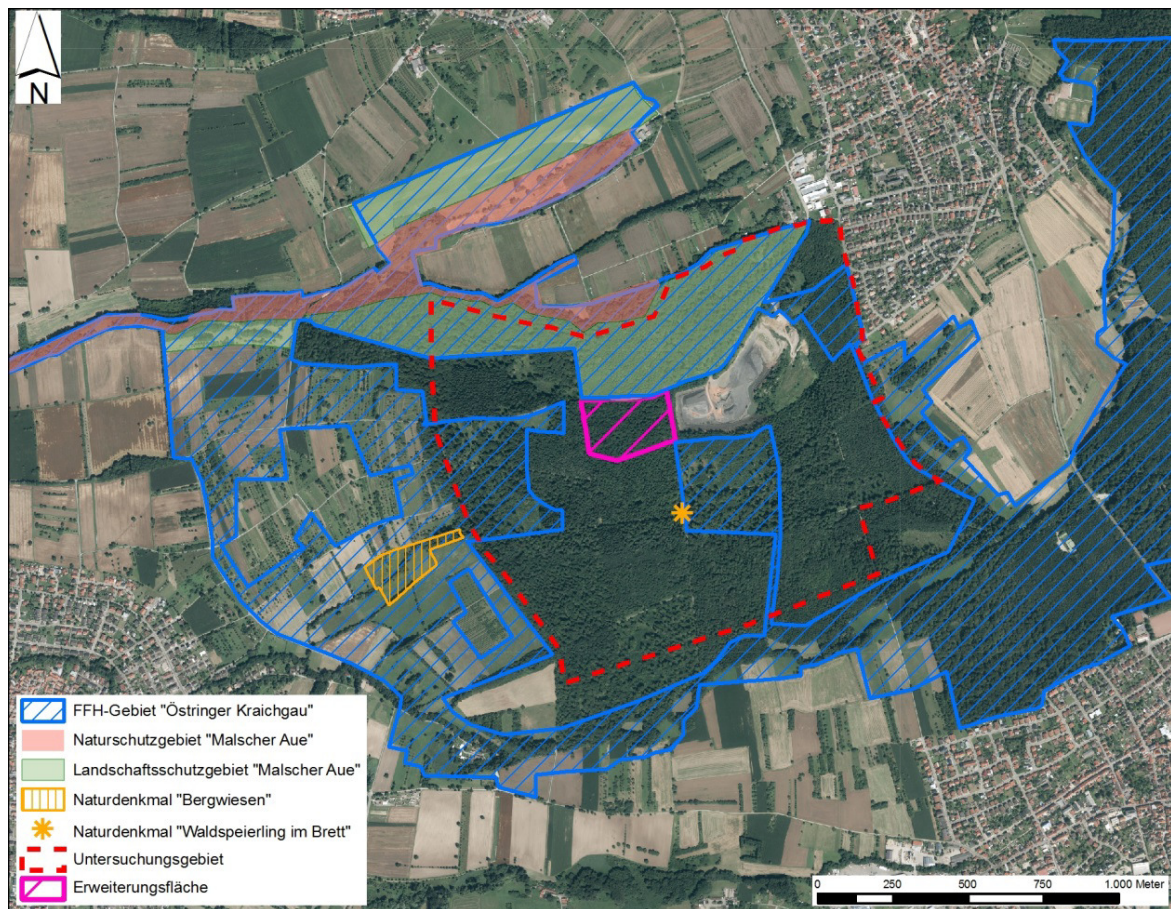 N
FFH-Gebiet "Östringer Kraichgau"
Naturschutzgebiet "Malscher Aue"
Landschaftsschutzgebiet "Malscher Aue"
Naturdenkmal "Bergwiesen"
Naturdenkmal "Waldspeierling im Brett"
Untersuchungsgebiet
Erweiterungsfläche
0 250 500 750 1.000 Meter